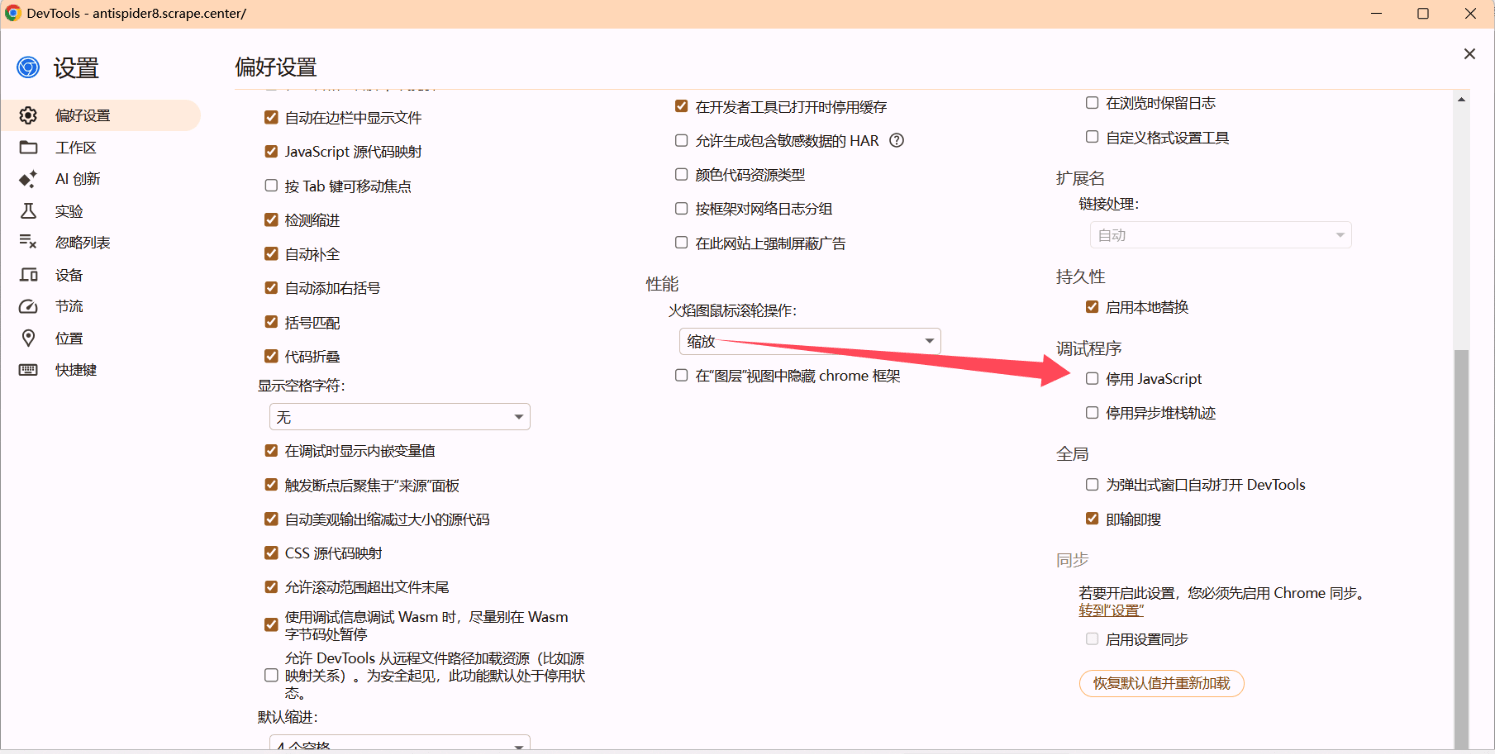 DevTools - antispider8.scrape.center/
设置
偏好设置
工作区
AI 创新
实验
忽略列表
设备
节流
位置
快捷键
偏好设置
自动在边栏中显示文件
JavaScript 源代码映射
按 Tab 键可移动焦点
检测缩进
自动补全
自动添加右括号
括号匹配
代码折叠
显示空格字符:
无
在调试时显示内嵌变量值
触发断点后聚焦于“来源”面板
自动美观输出缩减过大小的源代码
CSS 源代码映射
允许滚动范围超出文件末尾
使用调试信息调试 Wasm 时，尽量别在 Wasm
字节码处暂停
允许 DevTools 从远程文件路径加载资源（比如源
映射关系）。为安全起见，此功能默认处于停用状
态。
默认缩进:
4 个空格
在开发者工具已打开时停用缓存
允许生成包含敏感数据的 HAR
颜色代码资源类型
按框架对网络日志分组
在此网站上强制屏蔽广告
性能
火焰图鼠标滚轮操作:
缩放
在“图层”视图中隐藏 chrome 框架
在浏览时保留日志
自定义格式设置工具
扩展名
链接处理:
自动
持久性
启用本地替换
调试程序
停用 JavaScript
停用异步堆栈轨迹
全局
为弹出式窗口自动打开 DevTools
即输即搜
同步
若要开启此设置，您必须先启用 Chrome 同步。
转到“设置”
启用设置同步
恢复默认值并重新加载